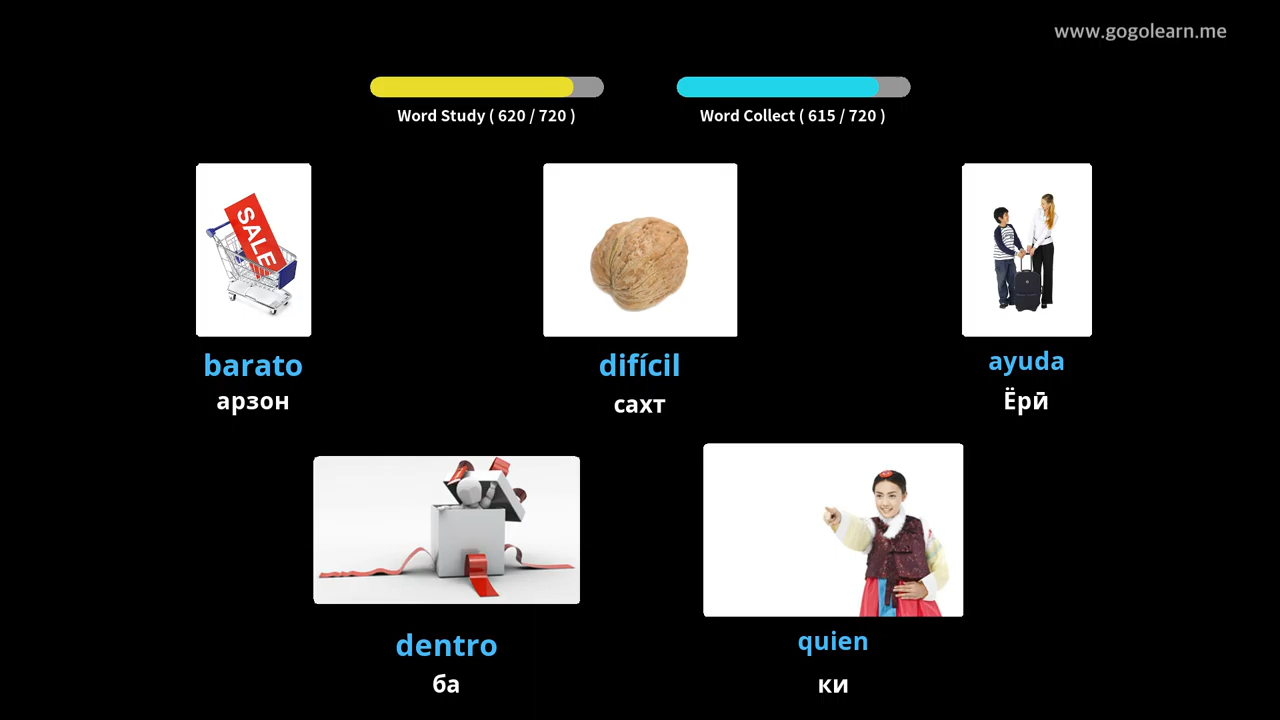 www.gogolearn.me
Word Study ( 620 / 720 )
Word Collect ( 615 / 720 )
SALE
barato
арзон
difícil
сахт
ayuda
Ёрӣ
dentro
ба
quien
ки